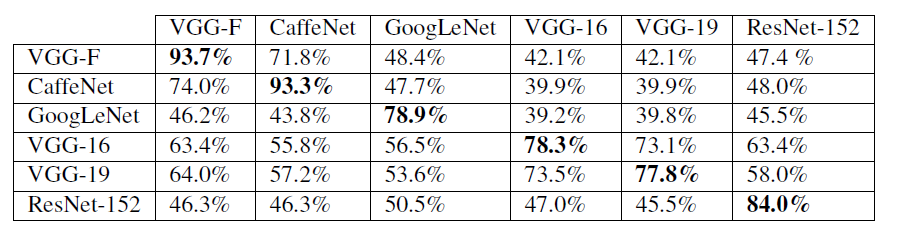 VGG-F CaffeNet GoogLeNet VGG-16 VGG-19 ResNet-152
VGG-F 93.7% 71.8% 48.4% 42.1% 42.1% 47.4 %
CaffeNet 74.0% 93.3% 47.7% 39.9% 39.9% 48.0%
GoogLeNet 46.2% 43.8% 78.9% 39.2% 39.8% 45.5%
VGG-16 63.4% 55.8% 56.5% 78.3% 73.1% 63.4%
VGG-19 64.0% 57.2% 53.6% 73.5% 77.8% 58.0%
ResNet-152 46.3% 46.3% 50.5% 47.0% 45.5% 84.0%